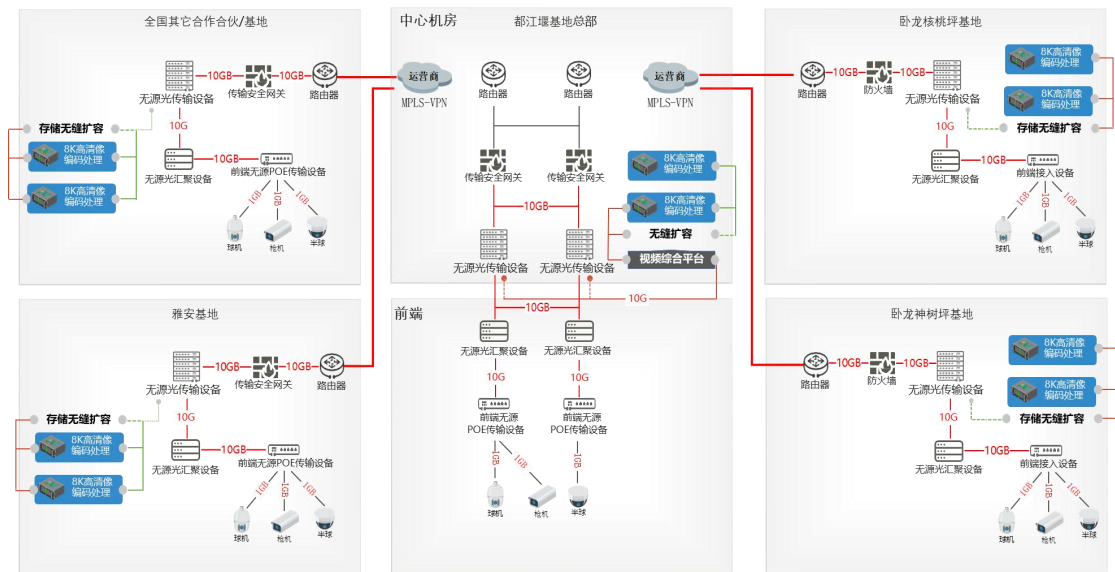 全国其它合作合伙/基地
10GB
10GB
无源光传输设备
传输安全网关
路由器
10G
存储无缝扩容
8K高清像
编码处理
8K高清像
编码处理
10GB
无源光汇聚设备
前端无源POE传输设备
1GB
1GB
1GB
球机
枪机
半球
中心机房
都江堰基地总部
运营商
MPLS-VPN
运营商
MPLS-VPN
路由器
路由器
传输安全网关
传输安全网关
10GB
无源光传输设备
无源光传输设备
8K高清像
编码处理
8K高清像
编码处理
无缝扩容
视频综合平台
10G
卧龙核桃坪基地
10GB
10GB
路由器
防火墙
无源光传输设备
8K高清像
编码处理
8K高清像
编码处理
存储无缝扩容
10G
10GB
无源光汇聚设备
前端接入设备
1GB
1GB
1GB
球机
枪机
半球
雅安基地
10GB
10GB
无源光传输设备
传输安全网关
路由器
10G
存储无缝扩容
8K高清像
编码处理
8K高清像
编码处理
10GB
无源光汇聚设备
前端无源POE传输设备
1GB
1GB
1GB
球机
枪机
半球
前端
10GB
无源光汇聚设备
无源光汇聚设备
10G
10G
前端无源
POE传输设备
前端无源
POE传输设备
1GB
1GB
1GB
球机
枪机
半球
卧龙神树坪基地
10GB
10GB
路由器
防火墙
无源光传输设备
8K高清像
编码处理
8K高清像
编码处理
存储无缝扩容
10G
10GB
无源光汇聚设备
前端接入设备
1GB
1GB
1GB
球机
枪机
半球